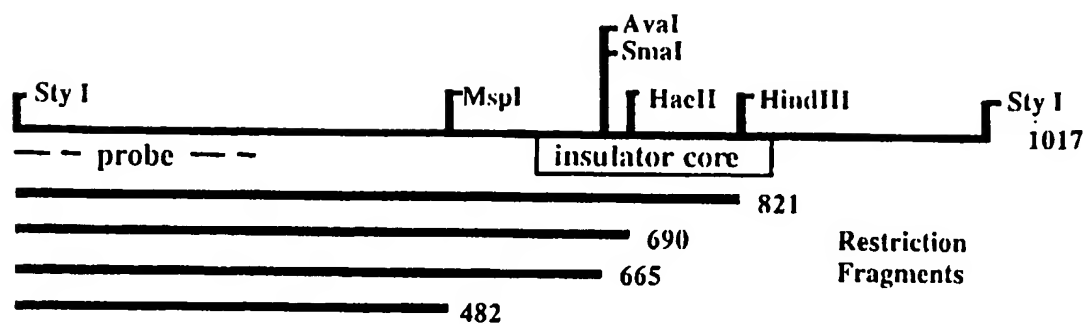 AvaI
SmaI
Sty I
MspI
HaeII
HindIII
Sty I
1017
probe
insulator core
821
690
Restriction
665
Fragments
482